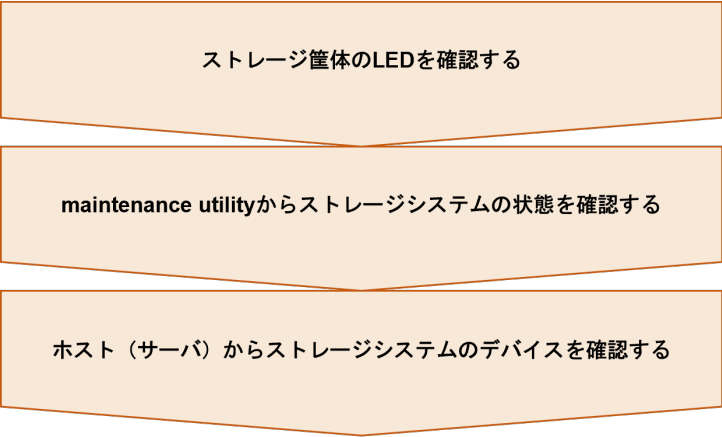 ストレージ筐体のLEDを確認する
maintenance utilityからストレージシステムの状態を確認する
ホスト（サーバ）からストレージシステムのデバイスを確認する